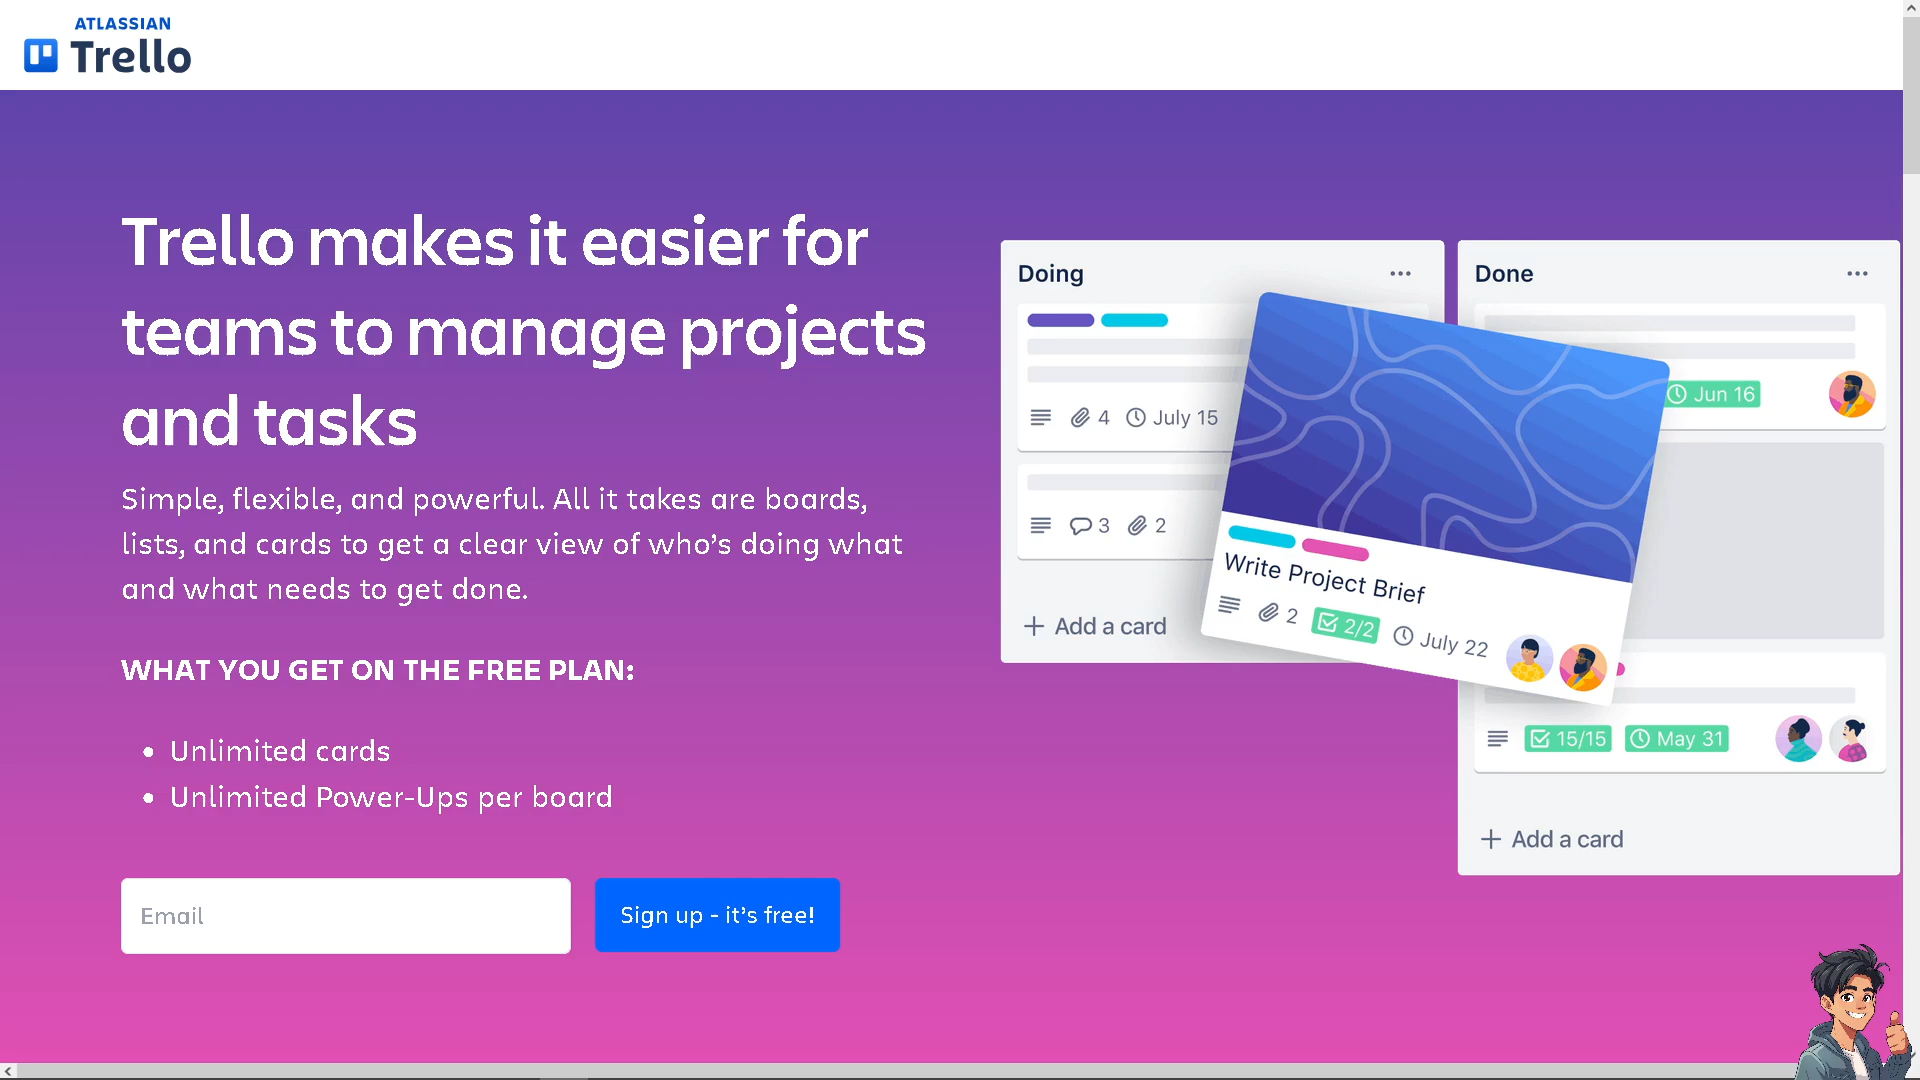 ATLASSIAN
Trello
Trello makes it easier for
teams to manage projects
and tasks
Simple, flexible, and powerful. All it takes are boards,
lists, and cards to get a clear view of who’s doing what
and what needs to get done.
WHAT YOU GET ON THE FREE PLAN:
• Unlimited cards
• Unlimited Power-Ups per board
Email
Sign up - it’s free!
Doing
4 July 15
3 2
+ Add a card
Write Project Brief
2 2/2 July 22
Done
Jun 16
15/15 May 31
+ Add a card